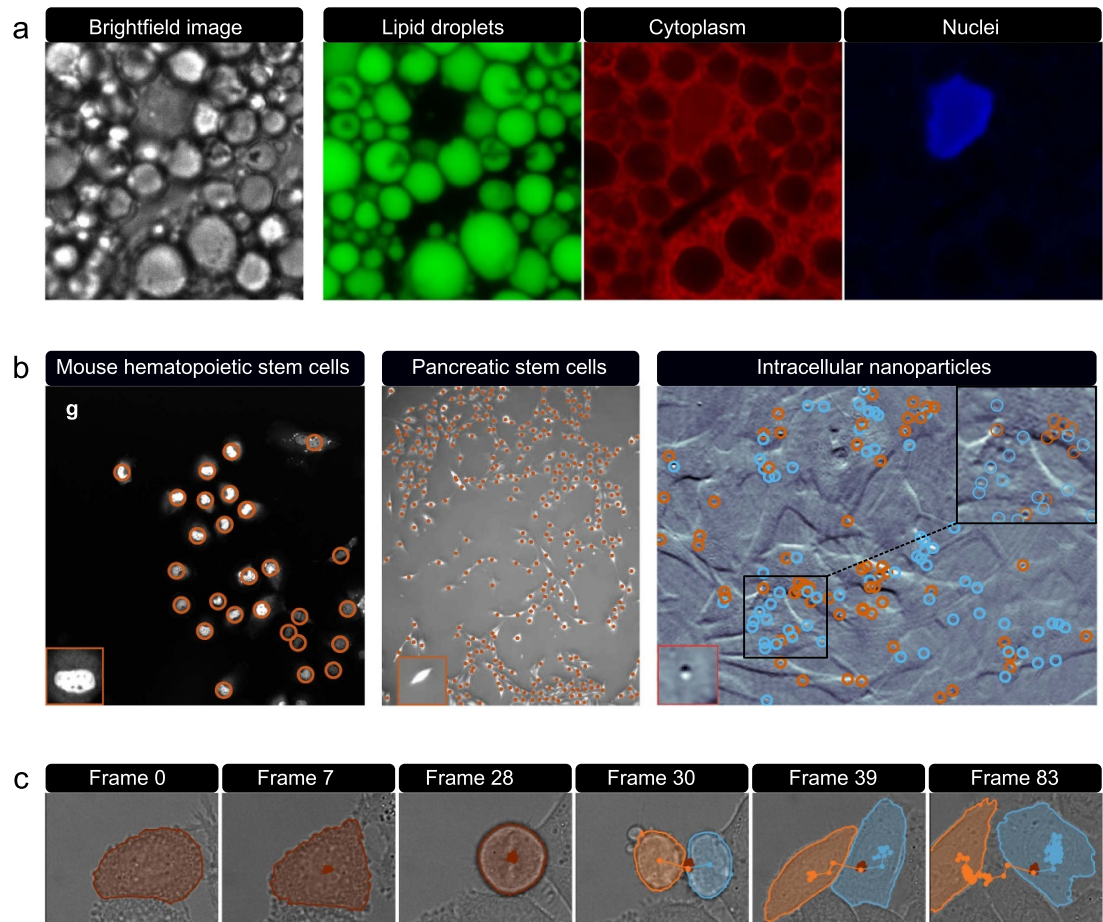 a
Brightfield image
Lipid droplets
Cytoplasm
Nuclei
b
Mouse hematopoietic stem cells
Pancreatic stem cells
Intracellular nanoparticles
g
c
Frame 0
Frame 7
Frame 28
Frame 30
Frame 39
Frame 83